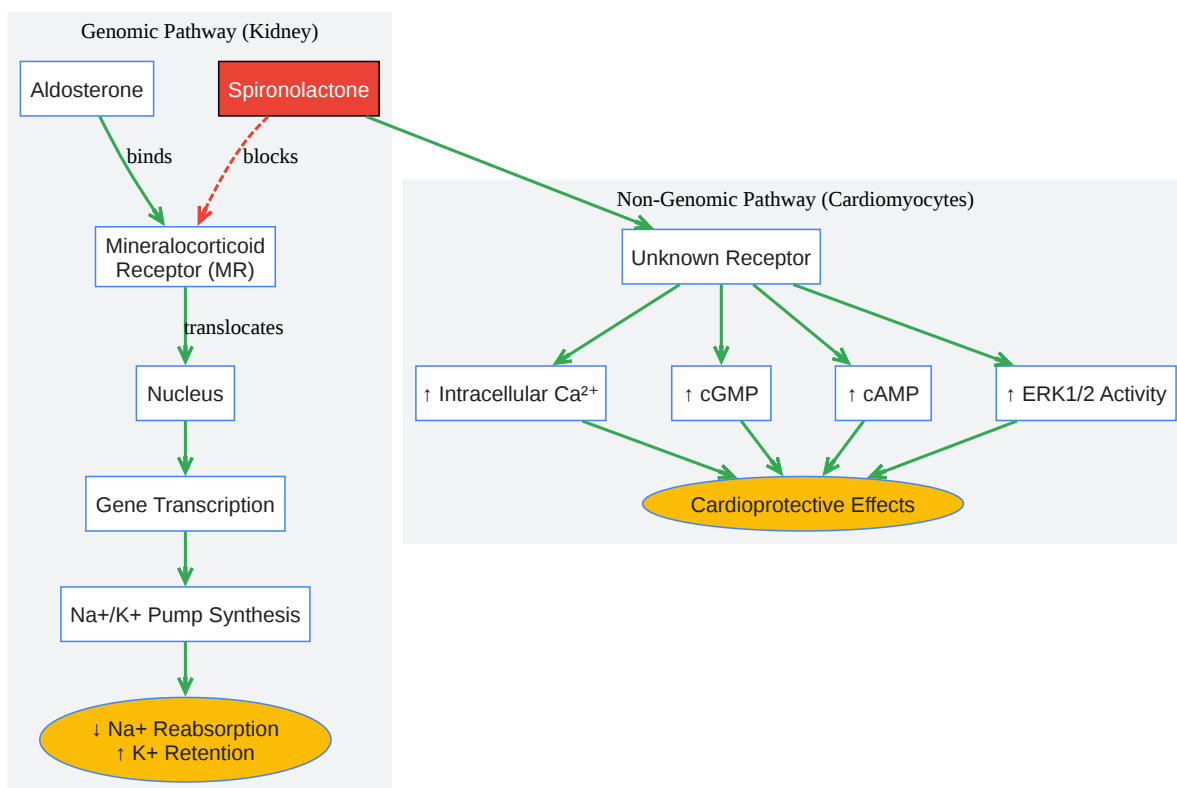 Genomic Pathway (Kidney)
Aldosterone
Spironolactone
binds
blocks
Mineralocorticoid
Receptor (MR)
translocates
Nucleus
Gene Transcription
Na+/K+ Pump Synthesis
↓ Na+ Reabsorption
↑ K+ Retention
Non-Genomic Pathway (Cardiomyocytes)
Unknown Receptor
↑ Intracellular Ca²⁺
↑ cGMP
↑ cAMP
↑ ERK1/2 Activity
Cardioprotective Effects